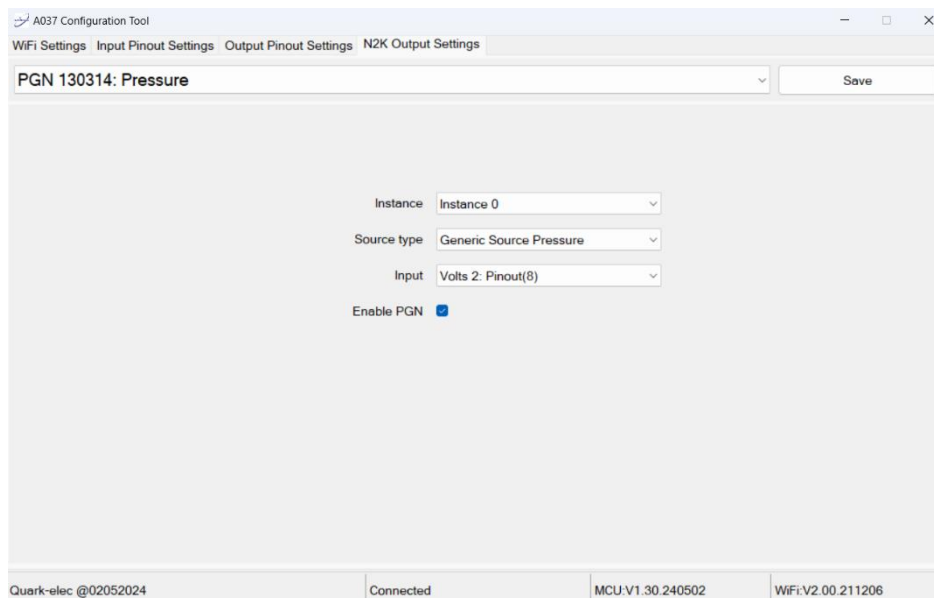 A037 Configuration Tool
WiFi Settings Input Pinout Settings Output Pinout Settings N2K Output Settings
PGN 130314: Pressure Save
Instance Instance 0
Source type Generic Source Pressure
Input Volts 2: Pinout(8)
Enable PGN
Quark-elec @02052024 Connected MCU:V1.30.240502 WiFi:V2.00.211206